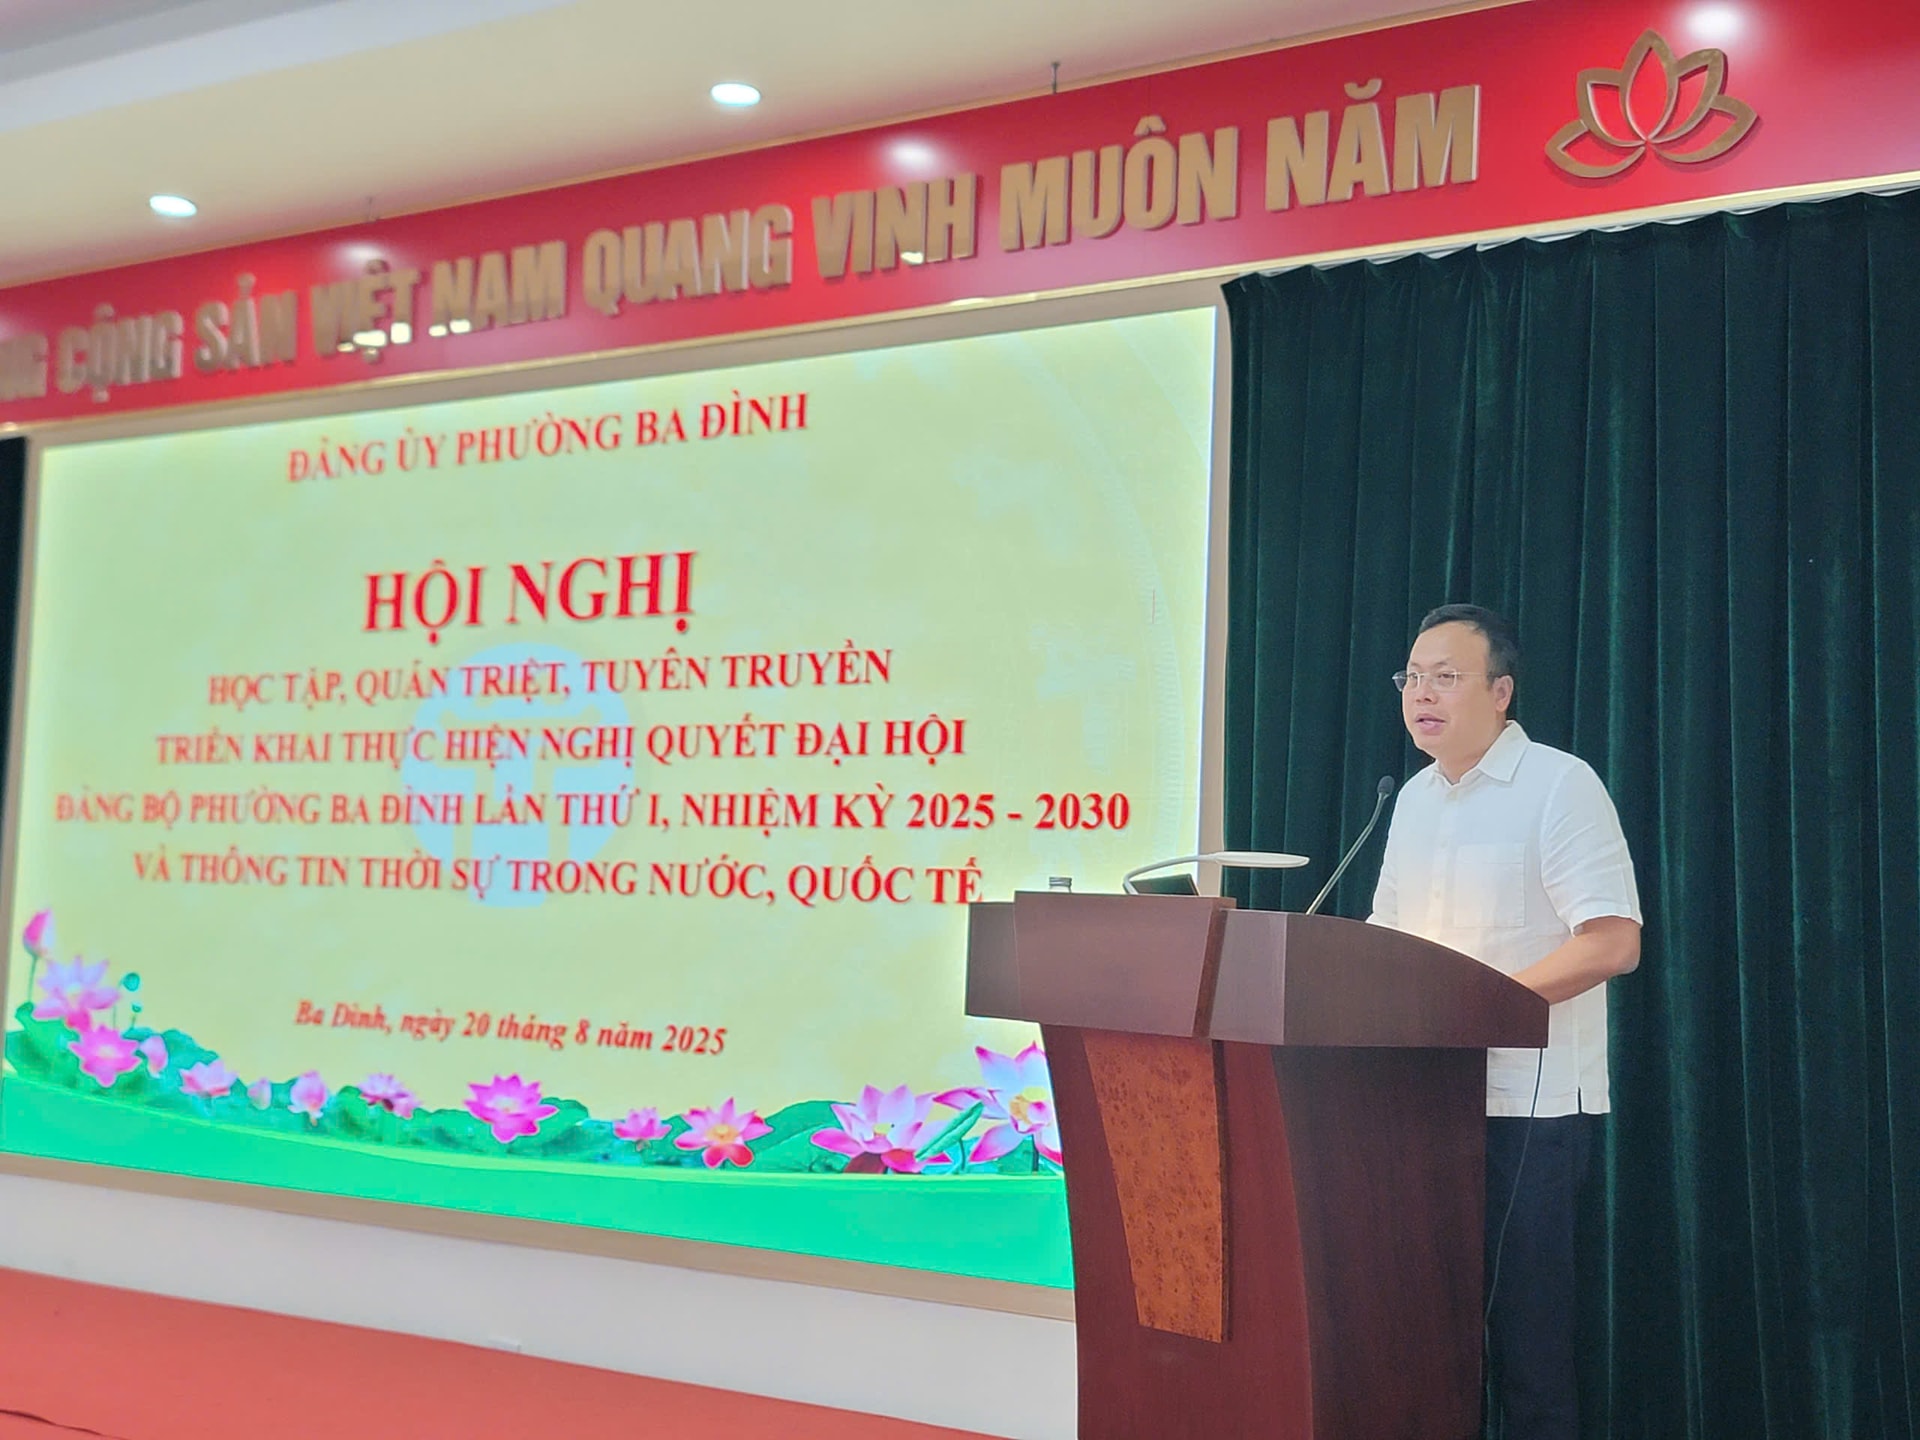 CỘNG SẢN VIỆT NAM QUANG VINH MUÔN NĂM
ĐẢNG ỦY PHƯỜNG BA ĐÌNH
HỘI NGHỊ
HỌC TẬP, QUÁN TRIỆT, TUYÊN TRUYỀN
TRIỂN KHAI THỰC HIỆN NGHỊ QUYẾT ĐẠI HỘI
ĐẢNG BỘ PHƯỜNG BA ĐÌNH LẦN THỨ I, NHIỆM KỲ 2025 - 2030
VÀ THÔNG TIN THỜI SỰ TRONG NƯỚC, QUỐC TẾ
Ba Đình, ngày 20 tháng 8 năm 2025